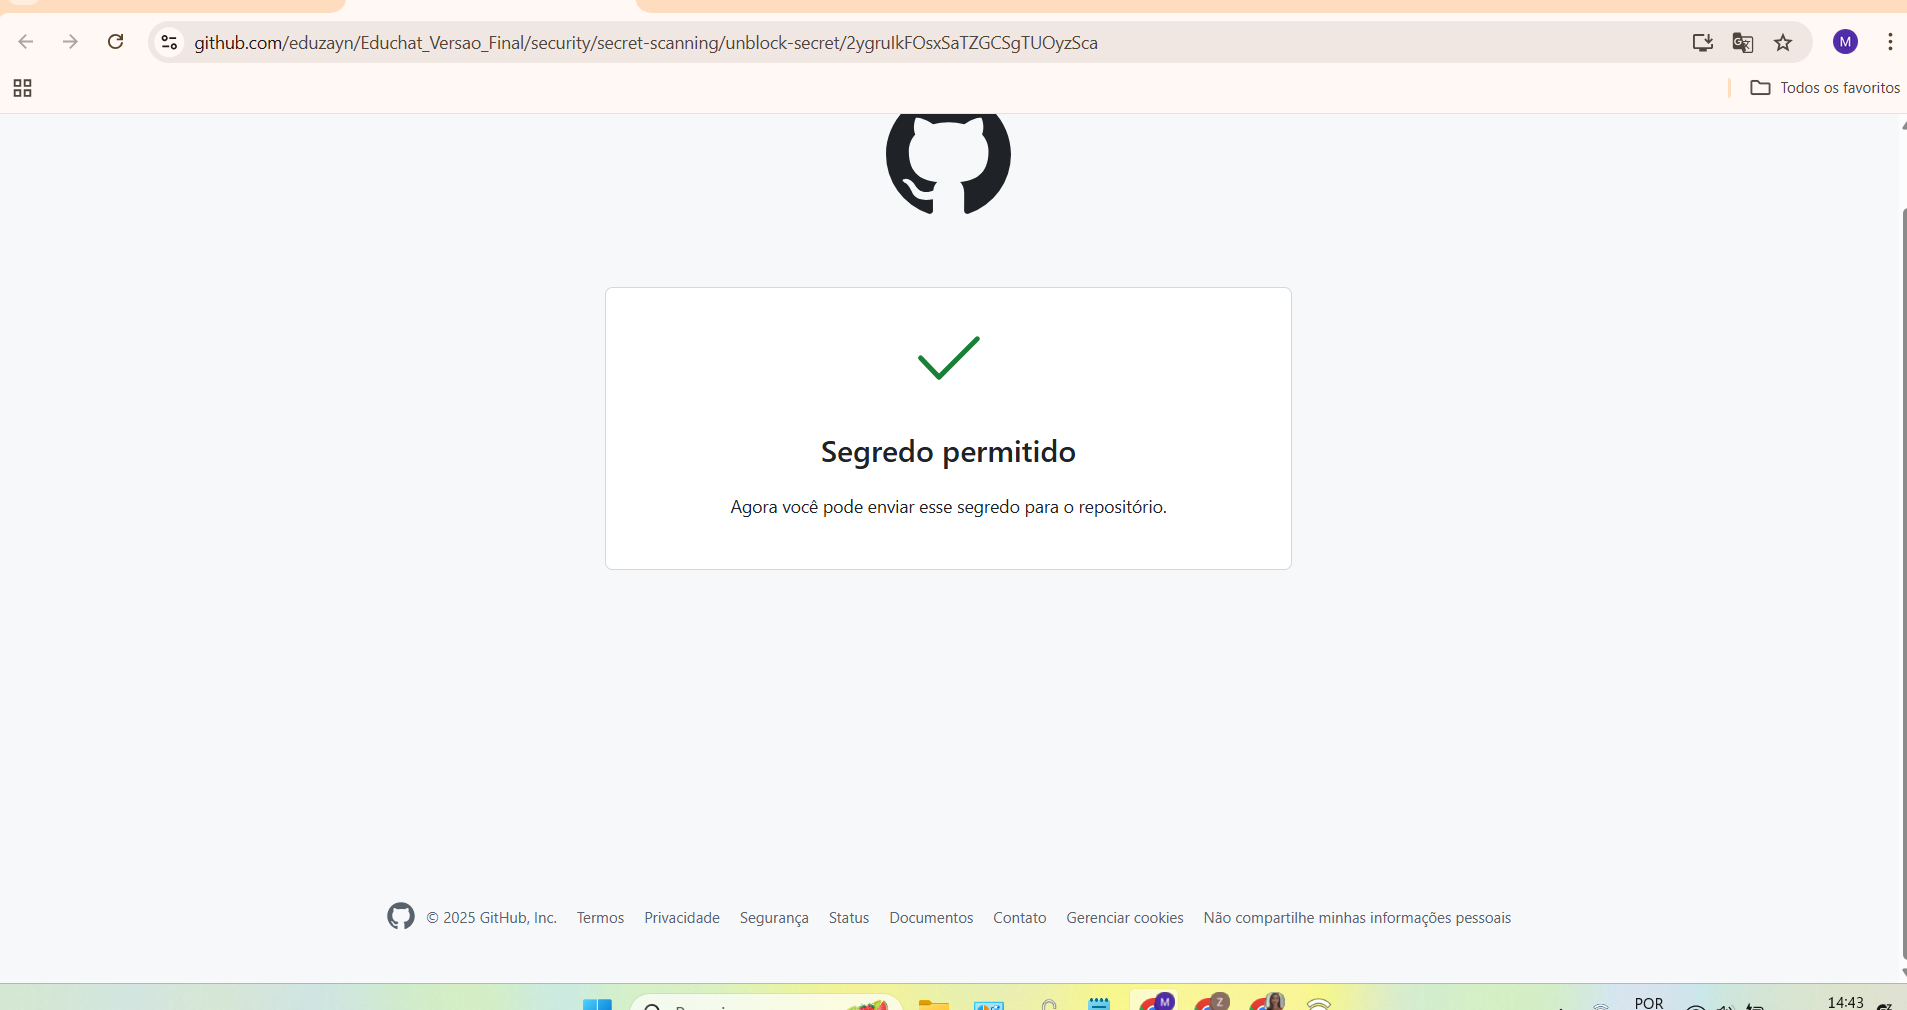 github.com/eduzayn/Educhat_Versao_Final/security/secret-scanning/unblock-secret/2ygruIkFOsxSaTZGCSgTUOyzSca
M
Todos os favoritos
Segredo permitido
Agora você pode enviar esse segredo para o repositório.
© 2025 GitHub, Inc. Termos Privacidade Segurança Status Documentos Contato Gerenciar cookies Não compartilhe minhas informações pessoais
M Z POR 14:43